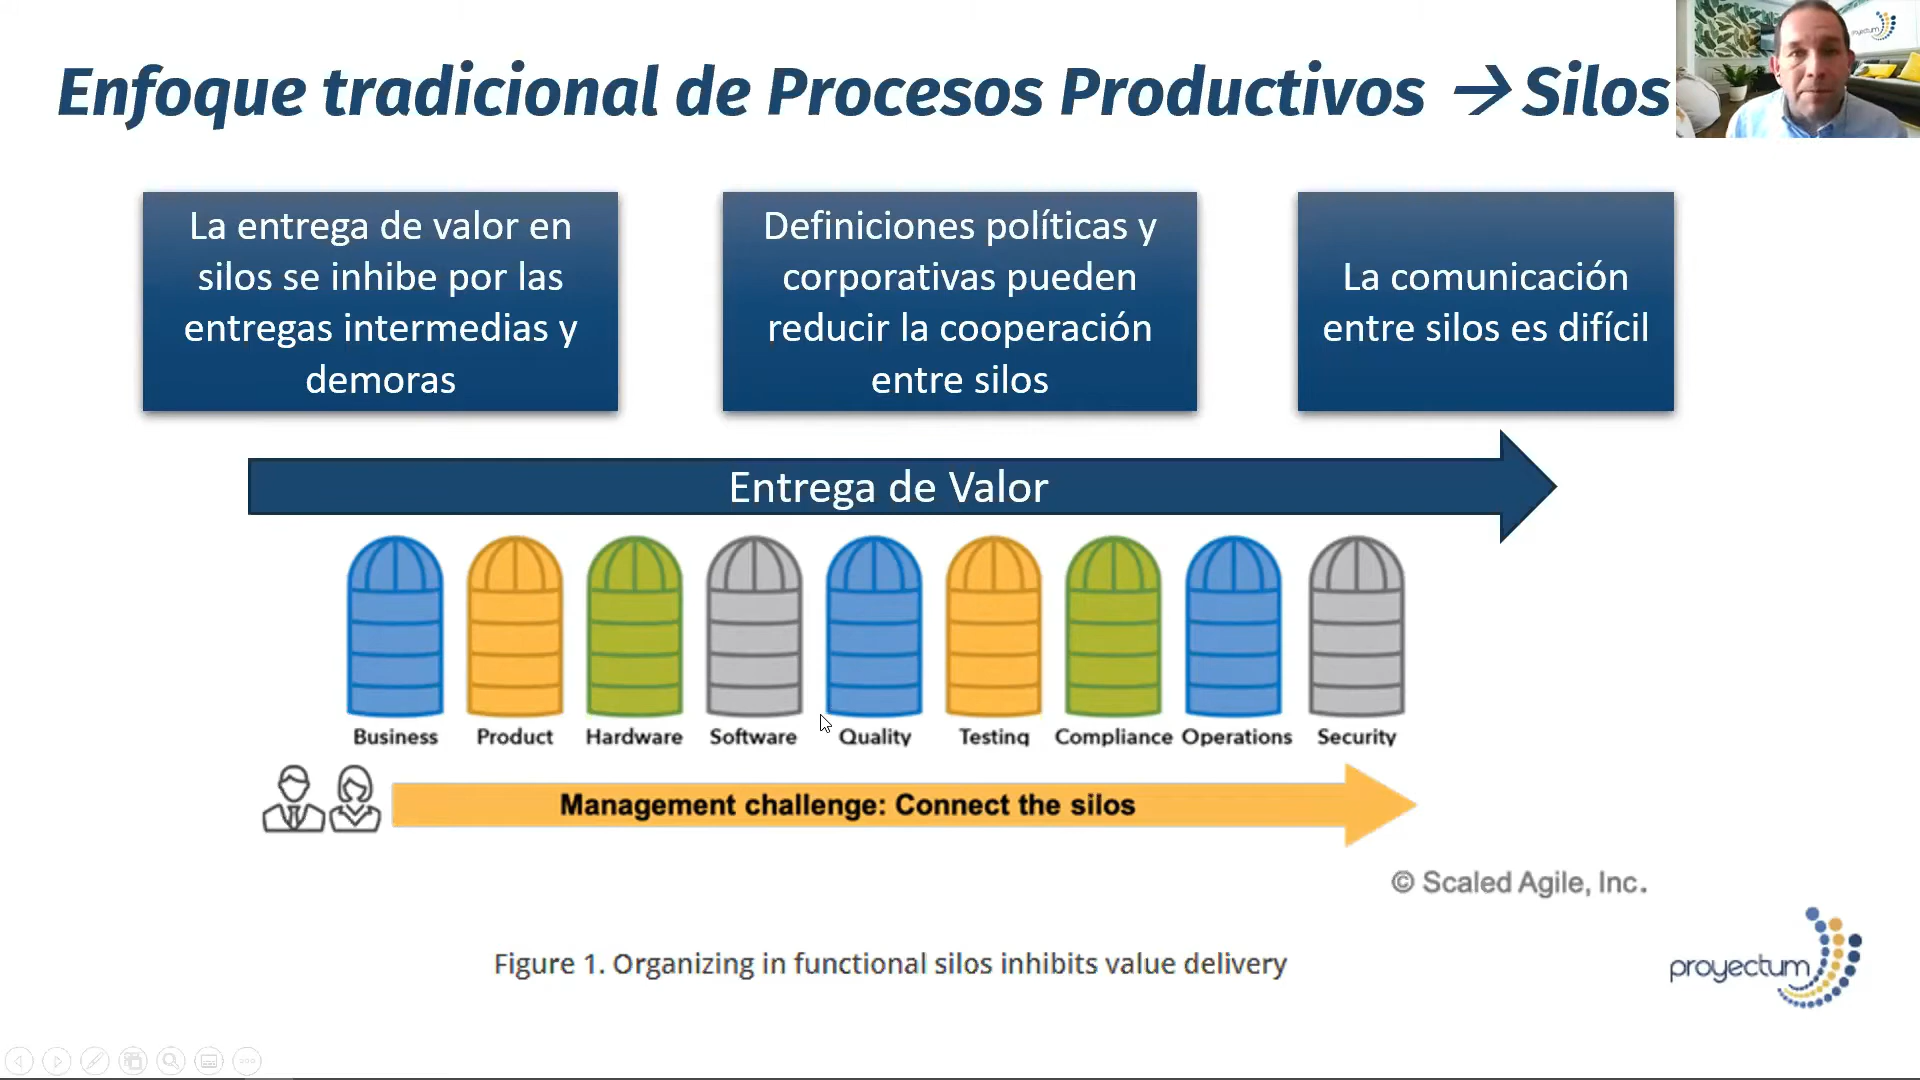 Enfoque tradicional de Procesos Productivos → Silos
La entrega de valor en
silos se inhibe por las
entregas intermedias y
demoras
Definiciones políticas y
corporativas pueden
reducir la cooperación
entre silos
La comunicación
entre silos es difícil
Entrega de Valor
Business Product Hardware Software Quality Testing Compliance Operations Security
Management challenge: Connect the silos
© Scaled Agile, Inc.
Figure 1. Organizing in functional silos inhibits value delivery
proyectum